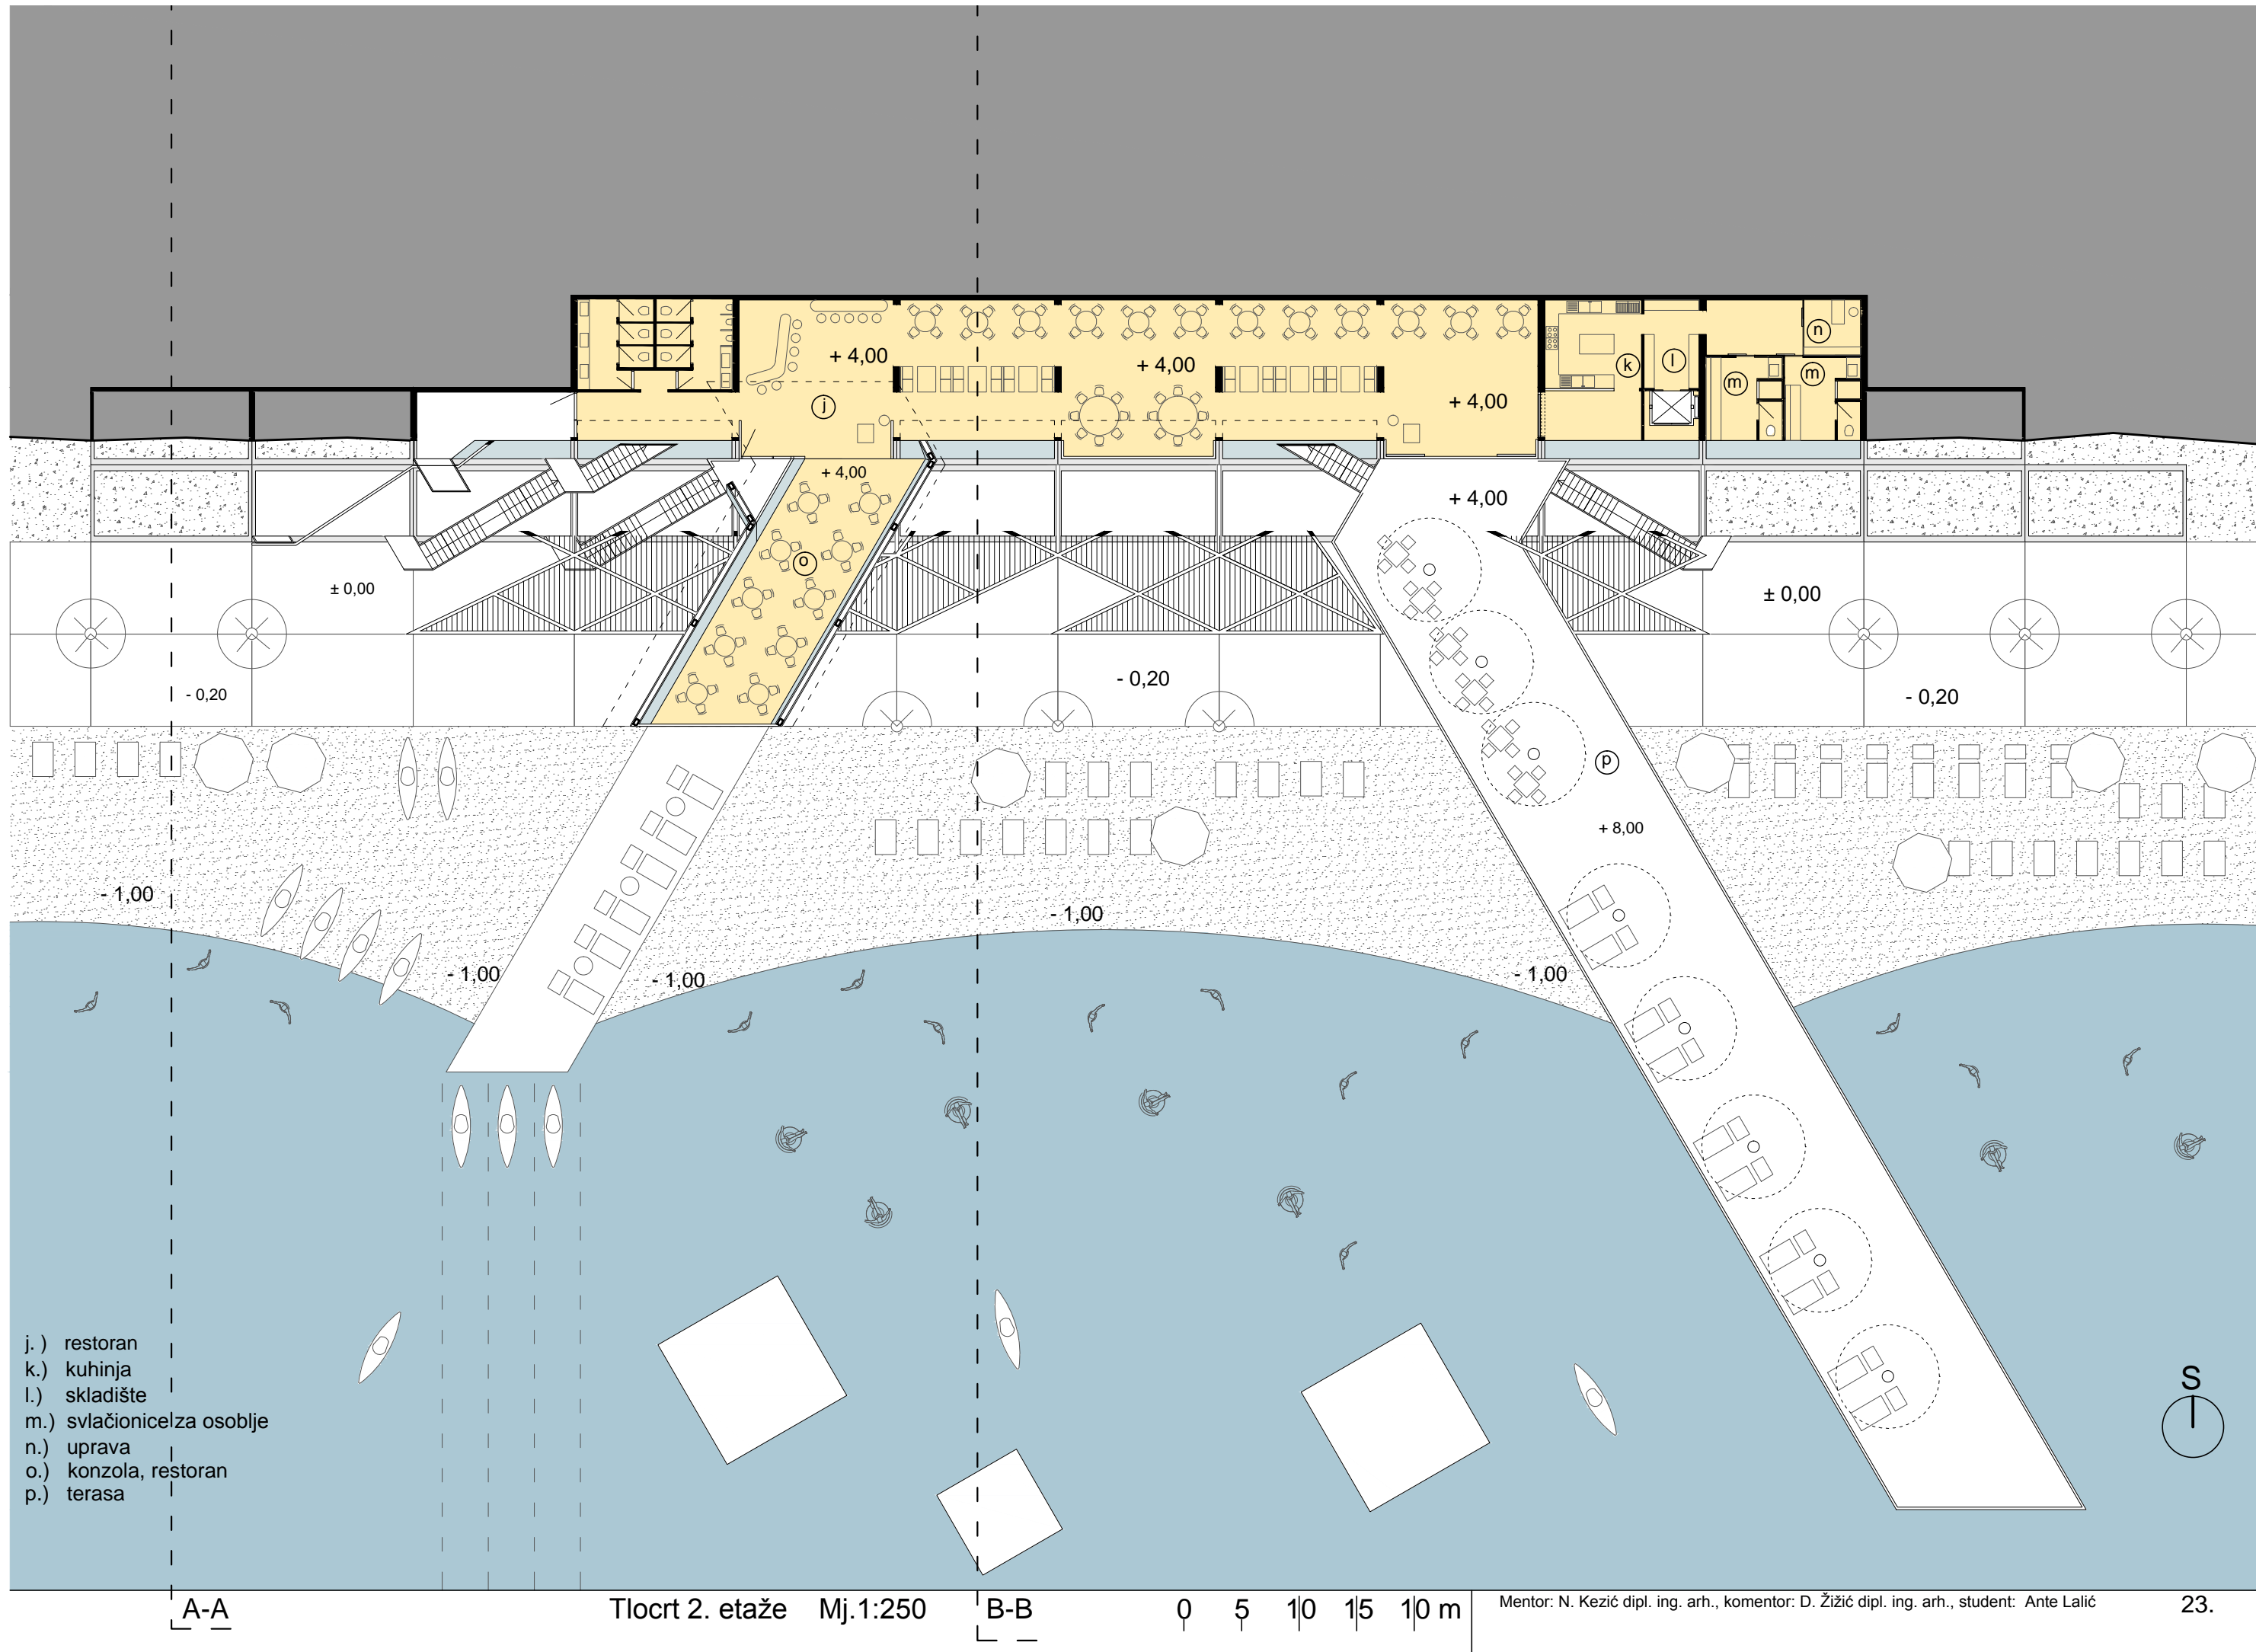 n
+ 4,00
+ 4,00
k
l
m
m
+ 4,00
j
+ 4,00
+ 4,00
o
± 0,00
± 0,00
- 0,20
- 0,20
- 0,20
p
+ 8,00
- 1,00
- 1,00
- 1,00
- 1,00
- 1,00
j. ) restoran
k.) kuhinja
l.) skladište
m.) svlačionice za osoblje
n.) uprava
o.) konzola, restoran
p.) terasa
S
A-A
Tlocrt 2. etaže Mj.1:250
B-B
0 5 10 15 10 m
Mentor: N. Kezić dipl. ing. arh., komentor: D. Žižić dipl. ing. arh., student: Ante Lalić
23.